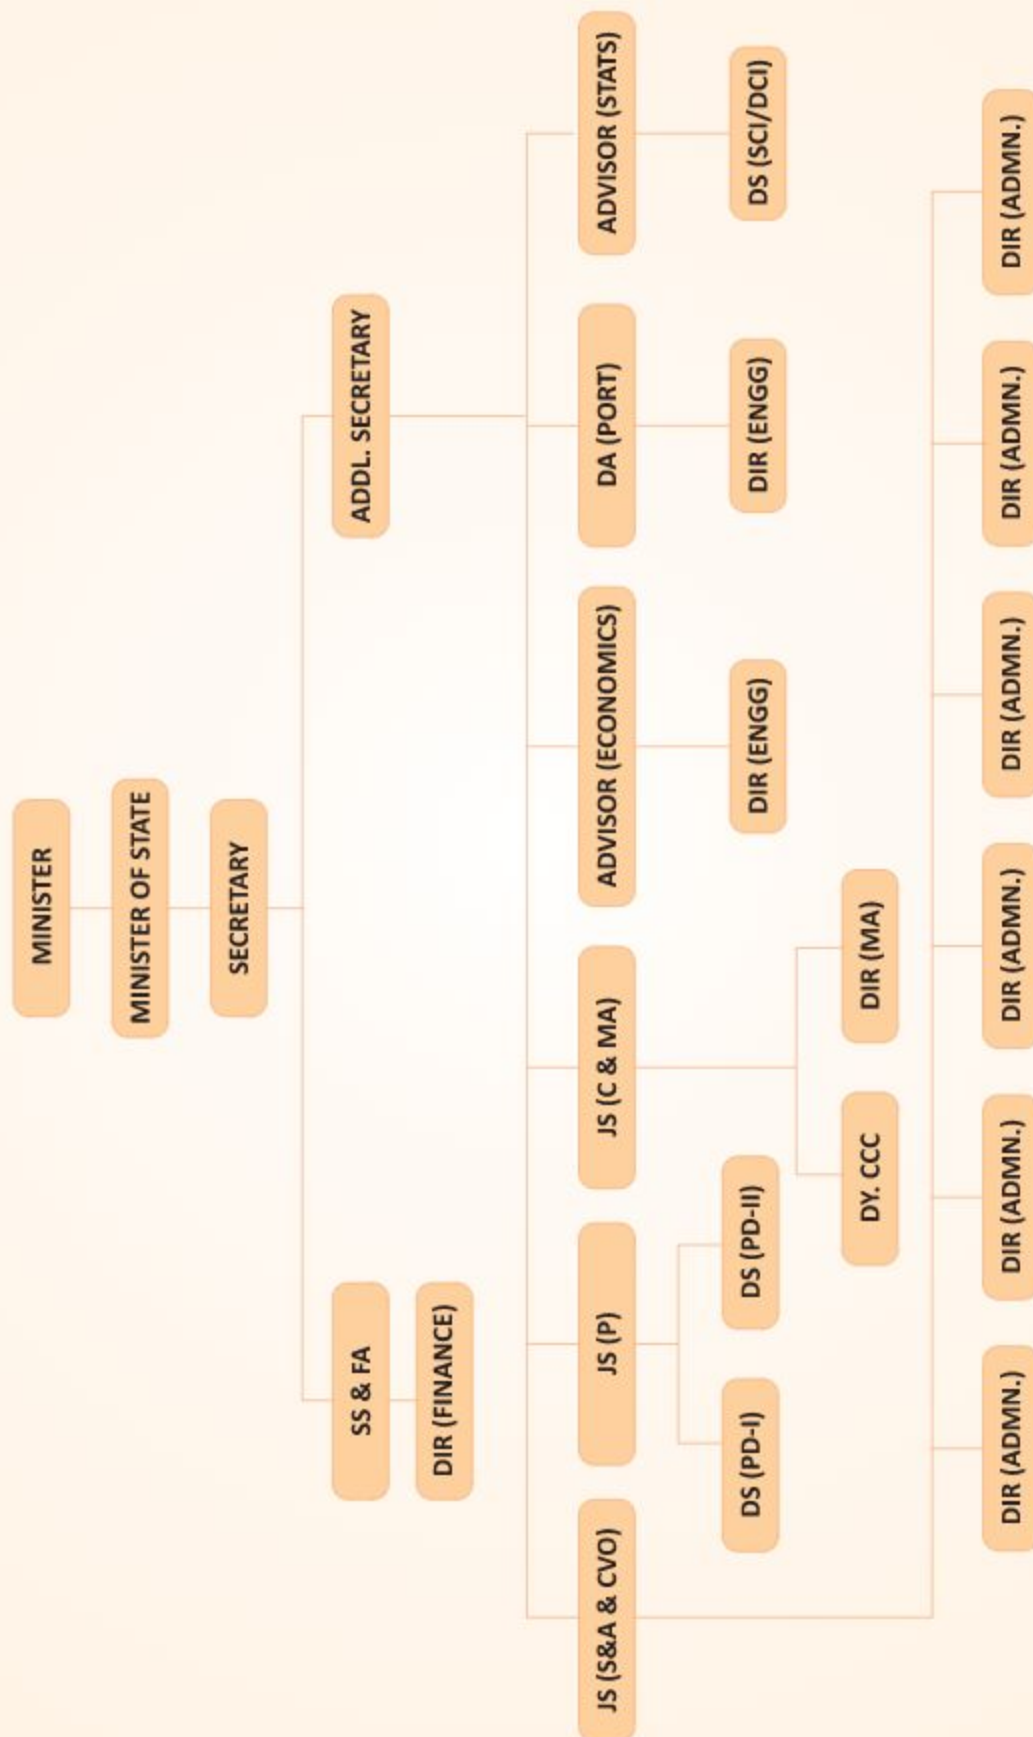 MINISTER
MINISTER OF STATE
SECRETARY
SS & FA
ADDL. SECRETARY
DIR (FINANCE)
JS (S&A & CVO)
JS (P)
JS (C & MA)
ADVISOR (ECONOMICS)
DA (PORT)
ADVISOR (STATS)
DS (PD-I)
DS (PD-II)
DIR (ENGG)
DIR (ENGG)
DS (SCI/DCI)
DY. CCC
DIR (MA)
DIR (ADMN.)
DIR (ADMN.)
DIR (ADMN.)
DIR (ADMN.)
DIR (ADMN.)
DIR (ADMN.)